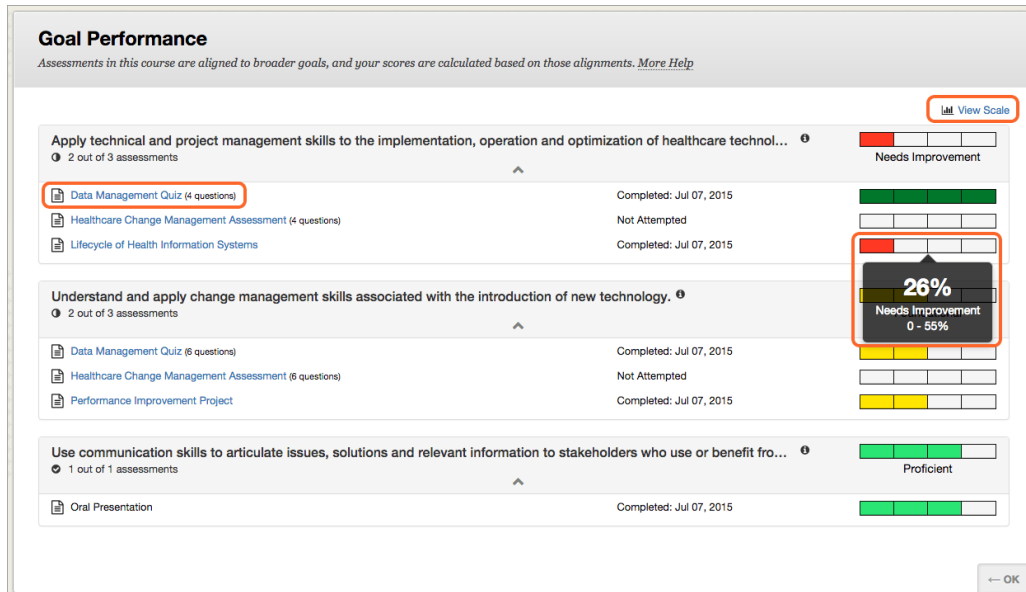 Goal Performance
Assessments in this course are aligned to broader goals, and your scores are calculated based on those alignments. More Help
View Scale
Apply technical and project management skills to the implementation, operation and optimization of healthcare technol...
2 out of 3 assessments
Needs Improvement
Data Management Quiz (4 questions) Completed: Jul 07, 2015
Healthcare Change Management Assessment (4 questions) Not Attempted
Lifecycle of Health Information Systems Completed: Jul 07, 2015
26%
Needs Improvement
0 - 55%
Understand and apply change management skills associated with the introduction of new technology.
2 out of 3 assessments
Data Management Quiz (6 questions) Completed: Jul 07, 2015
Healthcare Change Management Assessment (6 questions) Not Attempted
Performance Improvement Project Completed: Jul 07, 2015
Use communication skills to articulate issues, solutions and relevant information to stakeholders who use or benefit fro...
1 out of 1 assessments
Proficient
Oral Presentation Completed: Jul 07, 2015
← OK